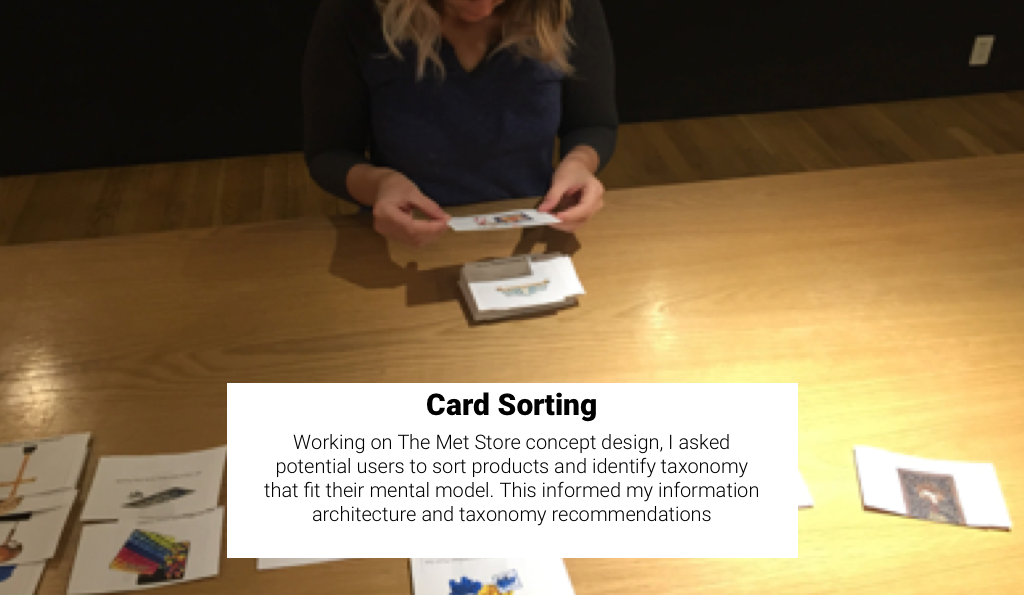 Card Sorting
Working on The Met Store concept design, I asked
potential users to sort products and identify taxonomy
that fit their mental model. This informed my information
architecture and taxonomy recommendations